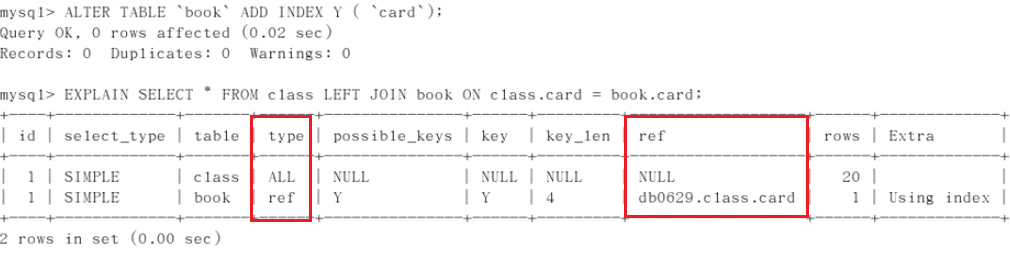 mysql> ALTER TABLE `book` ADD INDEX Y ( `card`);
Query OK, 0 rows affected (0.02 sec)
Records: 0  Duplicates: 0  Warnings: 0
mysql> EXPLAIN SELECT * FROM class LEFT JOIN book ON class.card = book.card;
+----+-------------+-------+------+---------------+------+---------+-------------------+------+-------------+
| id | select_type | table | type | possible_keys | key | key_len | ref | rows | Extra
+----+-------------+-------+------+---------------+------+---------+-------------------+------+-------------+
| 1 | SIMPLE | class | ALL | NULL | NULL | NULL | NULL | 20 | |
| 1 | SIMPLE | book | ref | Y | Y | 4 | db0629.class.card | 1 | Using index |
+----+-------------+-------+------+---------------+------+---------+-------------------+------+-------------+
2 rows in set (0.00 sec)